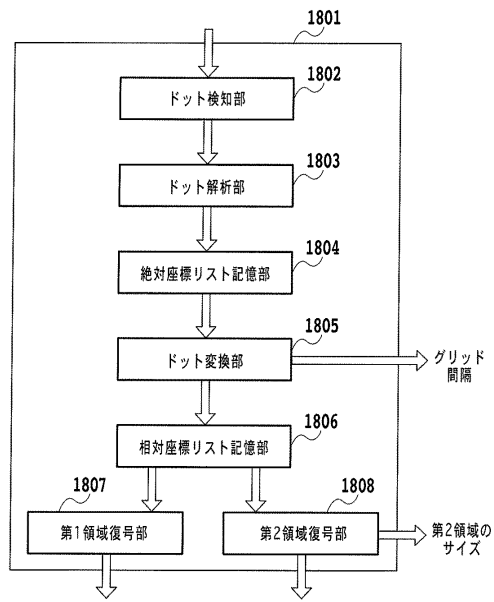 1801
1802
ドット検知部
1803
ドット解析部
1804
絶対座標リスト記憶部
1805
ドット変換部
グリッド
間隔
1806
相対座標リスト記憶部
1807
1808
第1領域復号部
第2領域復号部
第2領域の
サイズ